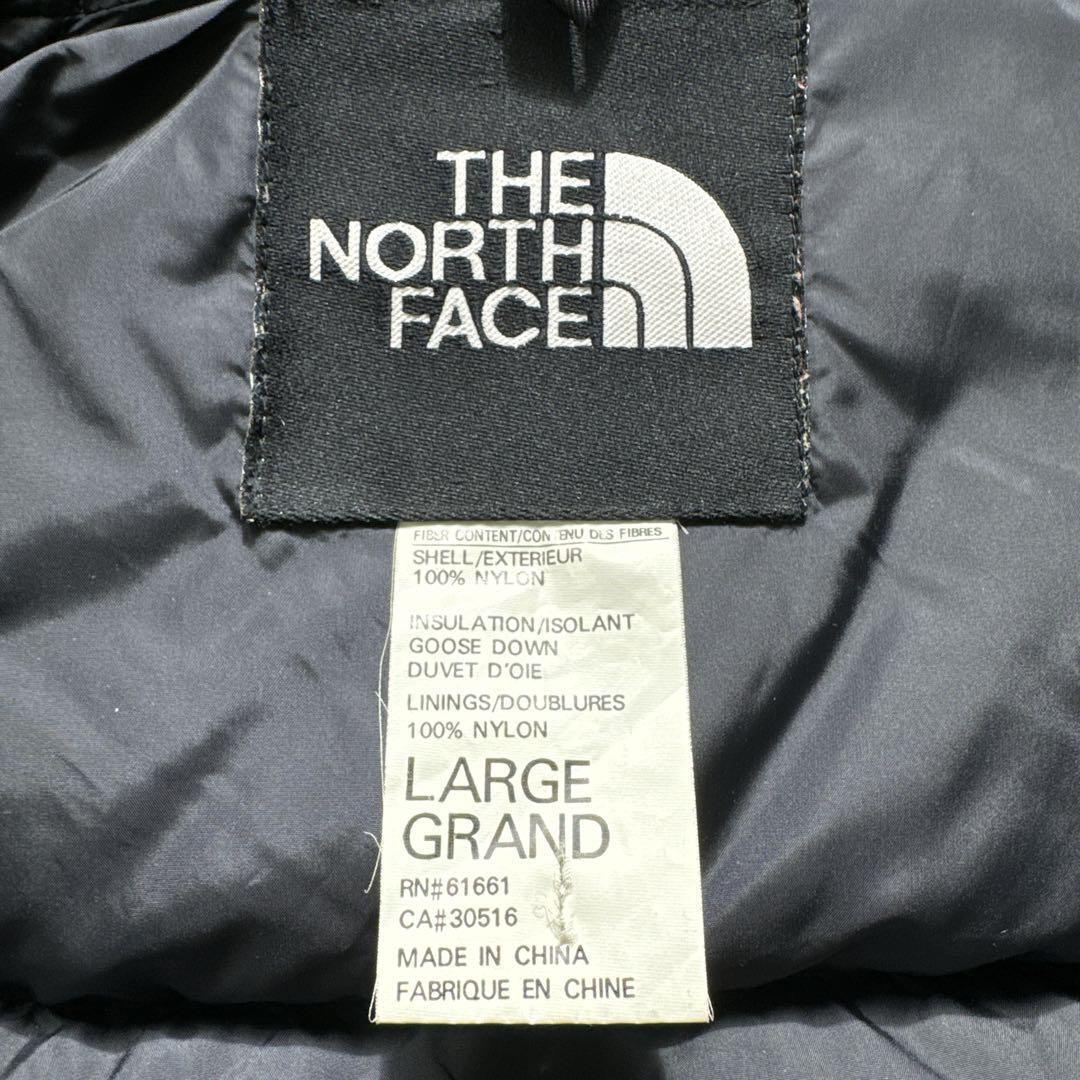 THE
NORTH
FACE
FIBER CONTENT/CONTENU DES FIBRES
SHELL/EXTERIEUR
100% NYLON
INSULATION/ISOLANT
GOOSE DOWN
DUVET D'OIE
LININGS/DOUBLURES
100% NYLON
LARGE
GRAND
RN#61661
CA#30516
MADE IN CHINA
FABRIQUE EN CHINE